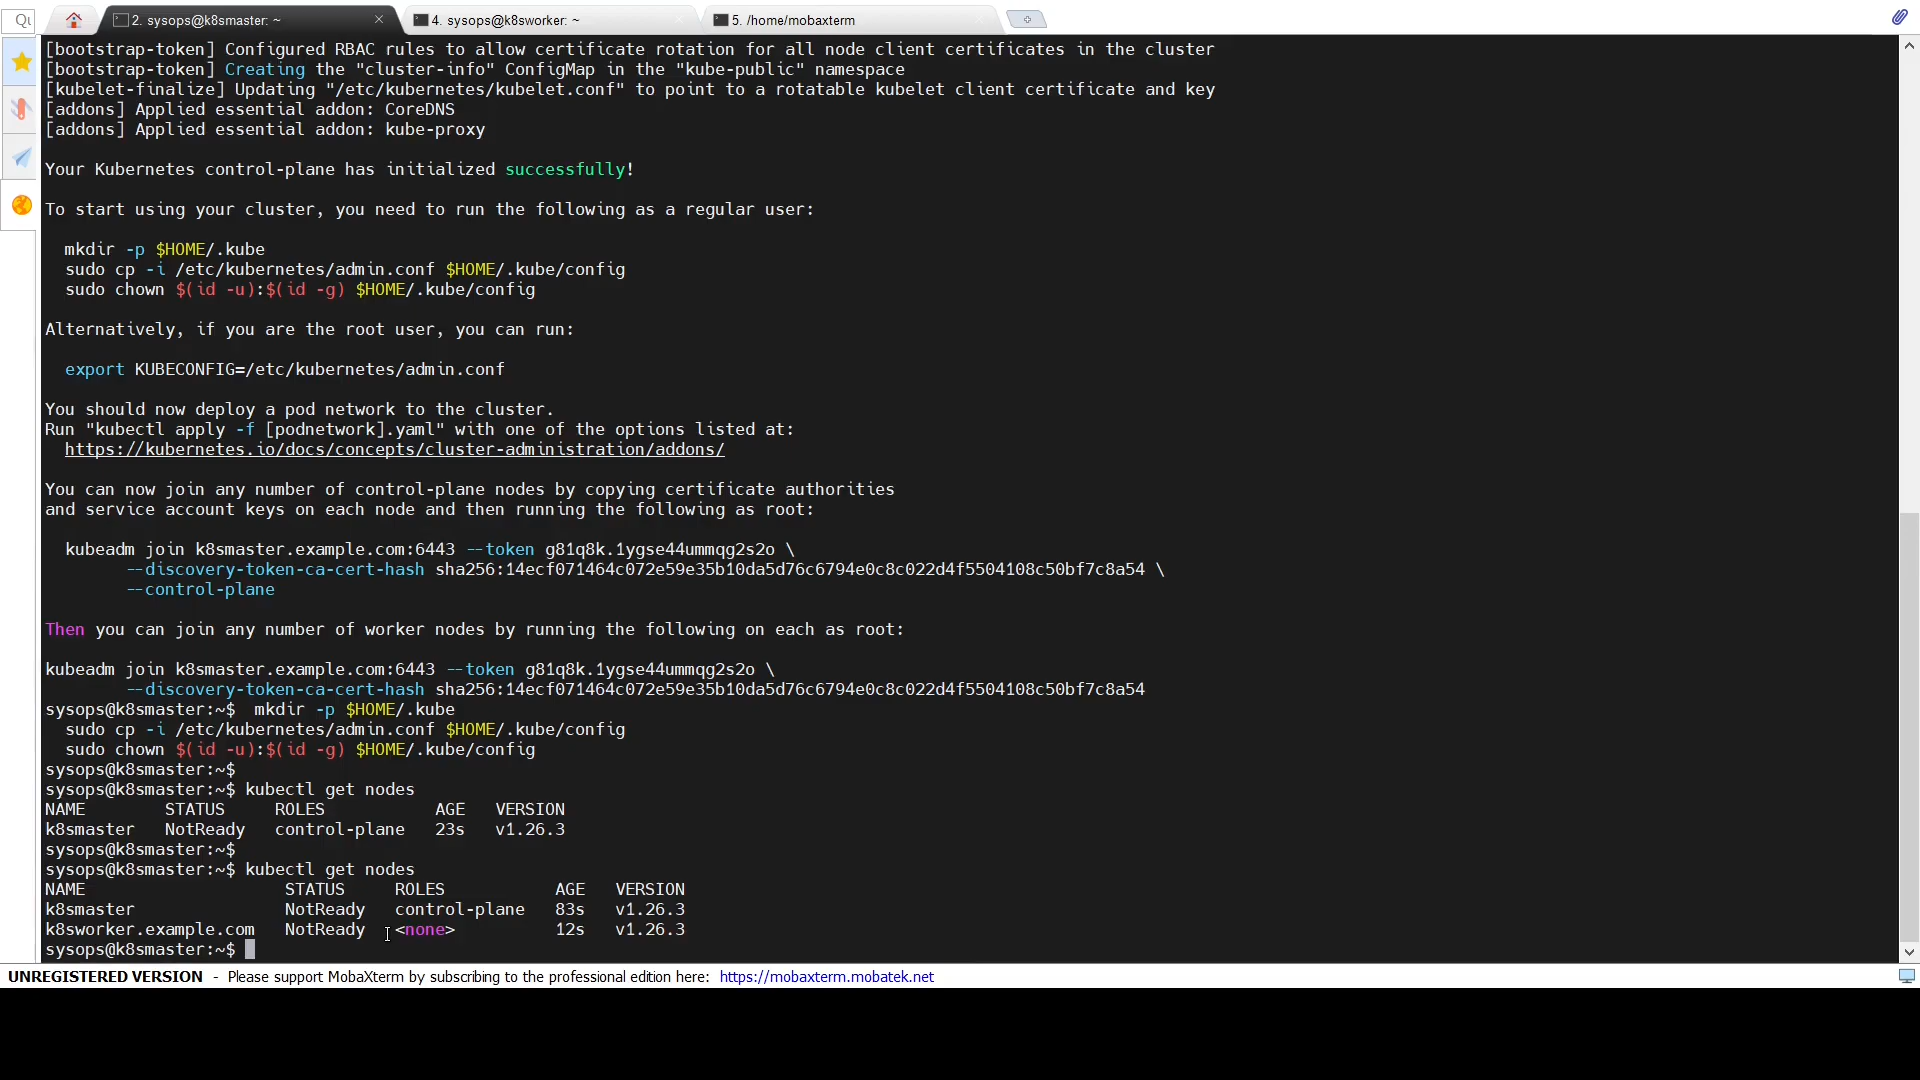 Qu
2. sysops@k8smaster: ~
4. sysops@k8sworker: ~
5. /home/mobaxterm
[bootstrap-token] Configured RBAC rules to allow certificate rotation for all node client certificates in the cluster
[bootstrap-token] Creating the "cluster-info" ConfigMap in the "kube-public" namespace
[kubelet-finalize] Updating "/etc/kubernetes/kubelet.conf" to point to a rotatable kubelet client certificate and key
[addons] Applied essential addon: CoreDNS
[addons] Applied essential addon: kube-proxy
Your Kubernetes control-plane has initialized successfully!
To start using your cluster, you need to run the following as a regular user:
mkdir -p $HOME/.kube
sudo cp -i /etc/kubernetes/admin.conf $HOME/.kube/config
sudo chown $(id -u):$(id -g) $HOME/.kube/config
Alternatively, if you are the root user, you can run:
export KUBECONFIG=/etc/kubernetes/admin.conf
You should now deploy a pod network to the cluster.
Run "kubectl apply -f [podnetwork].yaml" with one of the options listed at:
https://kubernetes.io/docs/concepts/cluster-administration/addons/
You can now join any number of control-plane nodes by copying certificate authorities
and service account keys on each node and then running the following as root:
kubeadm join k8smaster.example.com:6443 --token g81q8k.1ygse44ummqg2s2o \
--discovery-token-ca-cert-hash sha256:14ecf071464c072e59e35b10da5d76c6794e0c8c022d4f5504108c50bf7c8a54 \
--control-plane
Then you can join any number of worker nodes by running the following on each as root:
kubeadm join k8smaster.example.com:6443 --token g81q8k.1ygse44ummqg2s2o \
--discovery-token-ca-cert-hash sha256:14ecf071464c072e59e35b10da5d76c6794e0c8c022d4f5504108c50bf7c8a54
sysops@k8smaster:~$  mkdir -p $HOME/.kube
sudo cp -i /etc/kubernetes/admin.conf $HOME/.kube/config
sudo chown $(id -u):$(id -g) $HOME/.kube/config
sysops@k8smaster:~$
sysops@k8smaster:~$ kubectl get nodes
NAME STATUS ROLES AGE VERSION
k8smaster NotReady control-plane 23s v1.26.3
sysops@k8smaster:~$
sysops@k8smaster:~$ kubectl get nodes
NAME STATUS ROLES AGE VERSION
k8smaster NotReady control-plane 83s v1.26.3
k8sworker.example.com NotReady <none> 12s v1.26.3
sysops@k8smaster:~$
UNREGISTERED VERSION - Please support MobaXterm by subscribing to the professional edition here: https://mobaxterm.mobatek.net